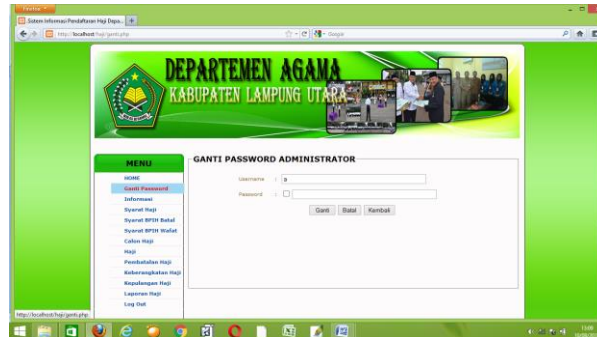 Firefox
Sistem Informasi Pendaftaran Haji Depa...
http://localhost/haji/ganti.php
Google
DEPARTEMEN AGAMA
KABUPATEN LAMPUNG UTARA
MENU
HOME
Ganti Password
Informasi
Syarat Haji
Syarat BPIH Batal
Syarat BPIH Wafat
Calon Haji
Haji
Pembatalan Haji
Keberangkatan Haji
Kepulangan Haji
Laporan Haji
Log Out
GANTI PASSWORD ADMINISTRATOR
Username :
Password :
Ganti Batal Kembali
http://localhost/haji/ganti.php